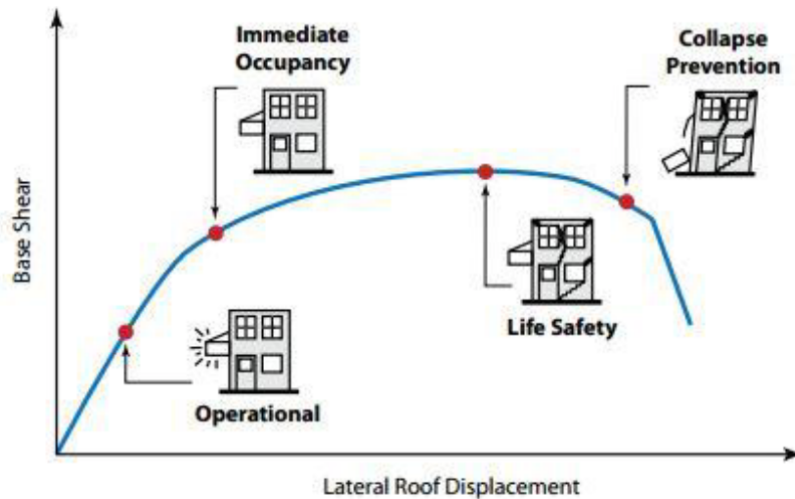 Immediate
Occupancy
Collapse
Prevention
Base Shear
Life Safety
Operational
Lateral Roof Displacement